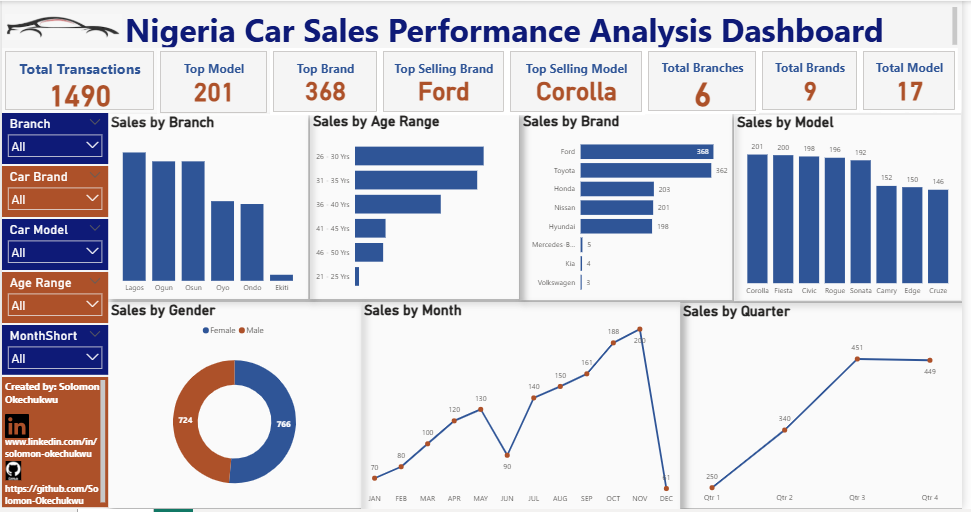 Nigeria Car Sales Performance Analysis Dashboard
Total Transactions
1490
Top Model
201
Top Brand
368
Top Selling Brand
Ford
Top Selling Model
Corolla
Total Branches
6
Total Brands
9
Total Model
17
Branch
All
Car Brand
All
Car Model
All
Age Range
All
MonthShort
All
Created by: Solomon
Okechukwu
in
www.linkedin.com/in/
solomon-okechukwu
https://github.com/So
lomon-Okechukwu
Sales by Branch
Lagos Ogun Osun Oyo Ondo Ekiti
Sales by Age Range
26 - 30 Yrs
31 - 35 Yrs
36 - 40 Yrs
41 - 45 Yrs
46 - 50 Yrs
21 - 25 Yrs
Sales by Brand
Ford 368
Toyota 362
Honda 203
Nissan 201
Hyundai 198
Mercedes-B... 5
Kia 4
Volkswagen 3
Sales by Model
201 200 198 196 192 152 150 146
Corolla Fiesta Civic Rogue Sonata Camry Edge Cruze
Sales by Gender
Female Male
724 766
Sales by Month
70 80 100 120 130 90 140 150 161 188 200
JAN FEB MAR APR MAY JUN JUL AUG SEP OCT NOV DEC
Sales by Quarter
250 340 451 449
Qtr 1 Qtr 2 Qtr 3 Qtr 4